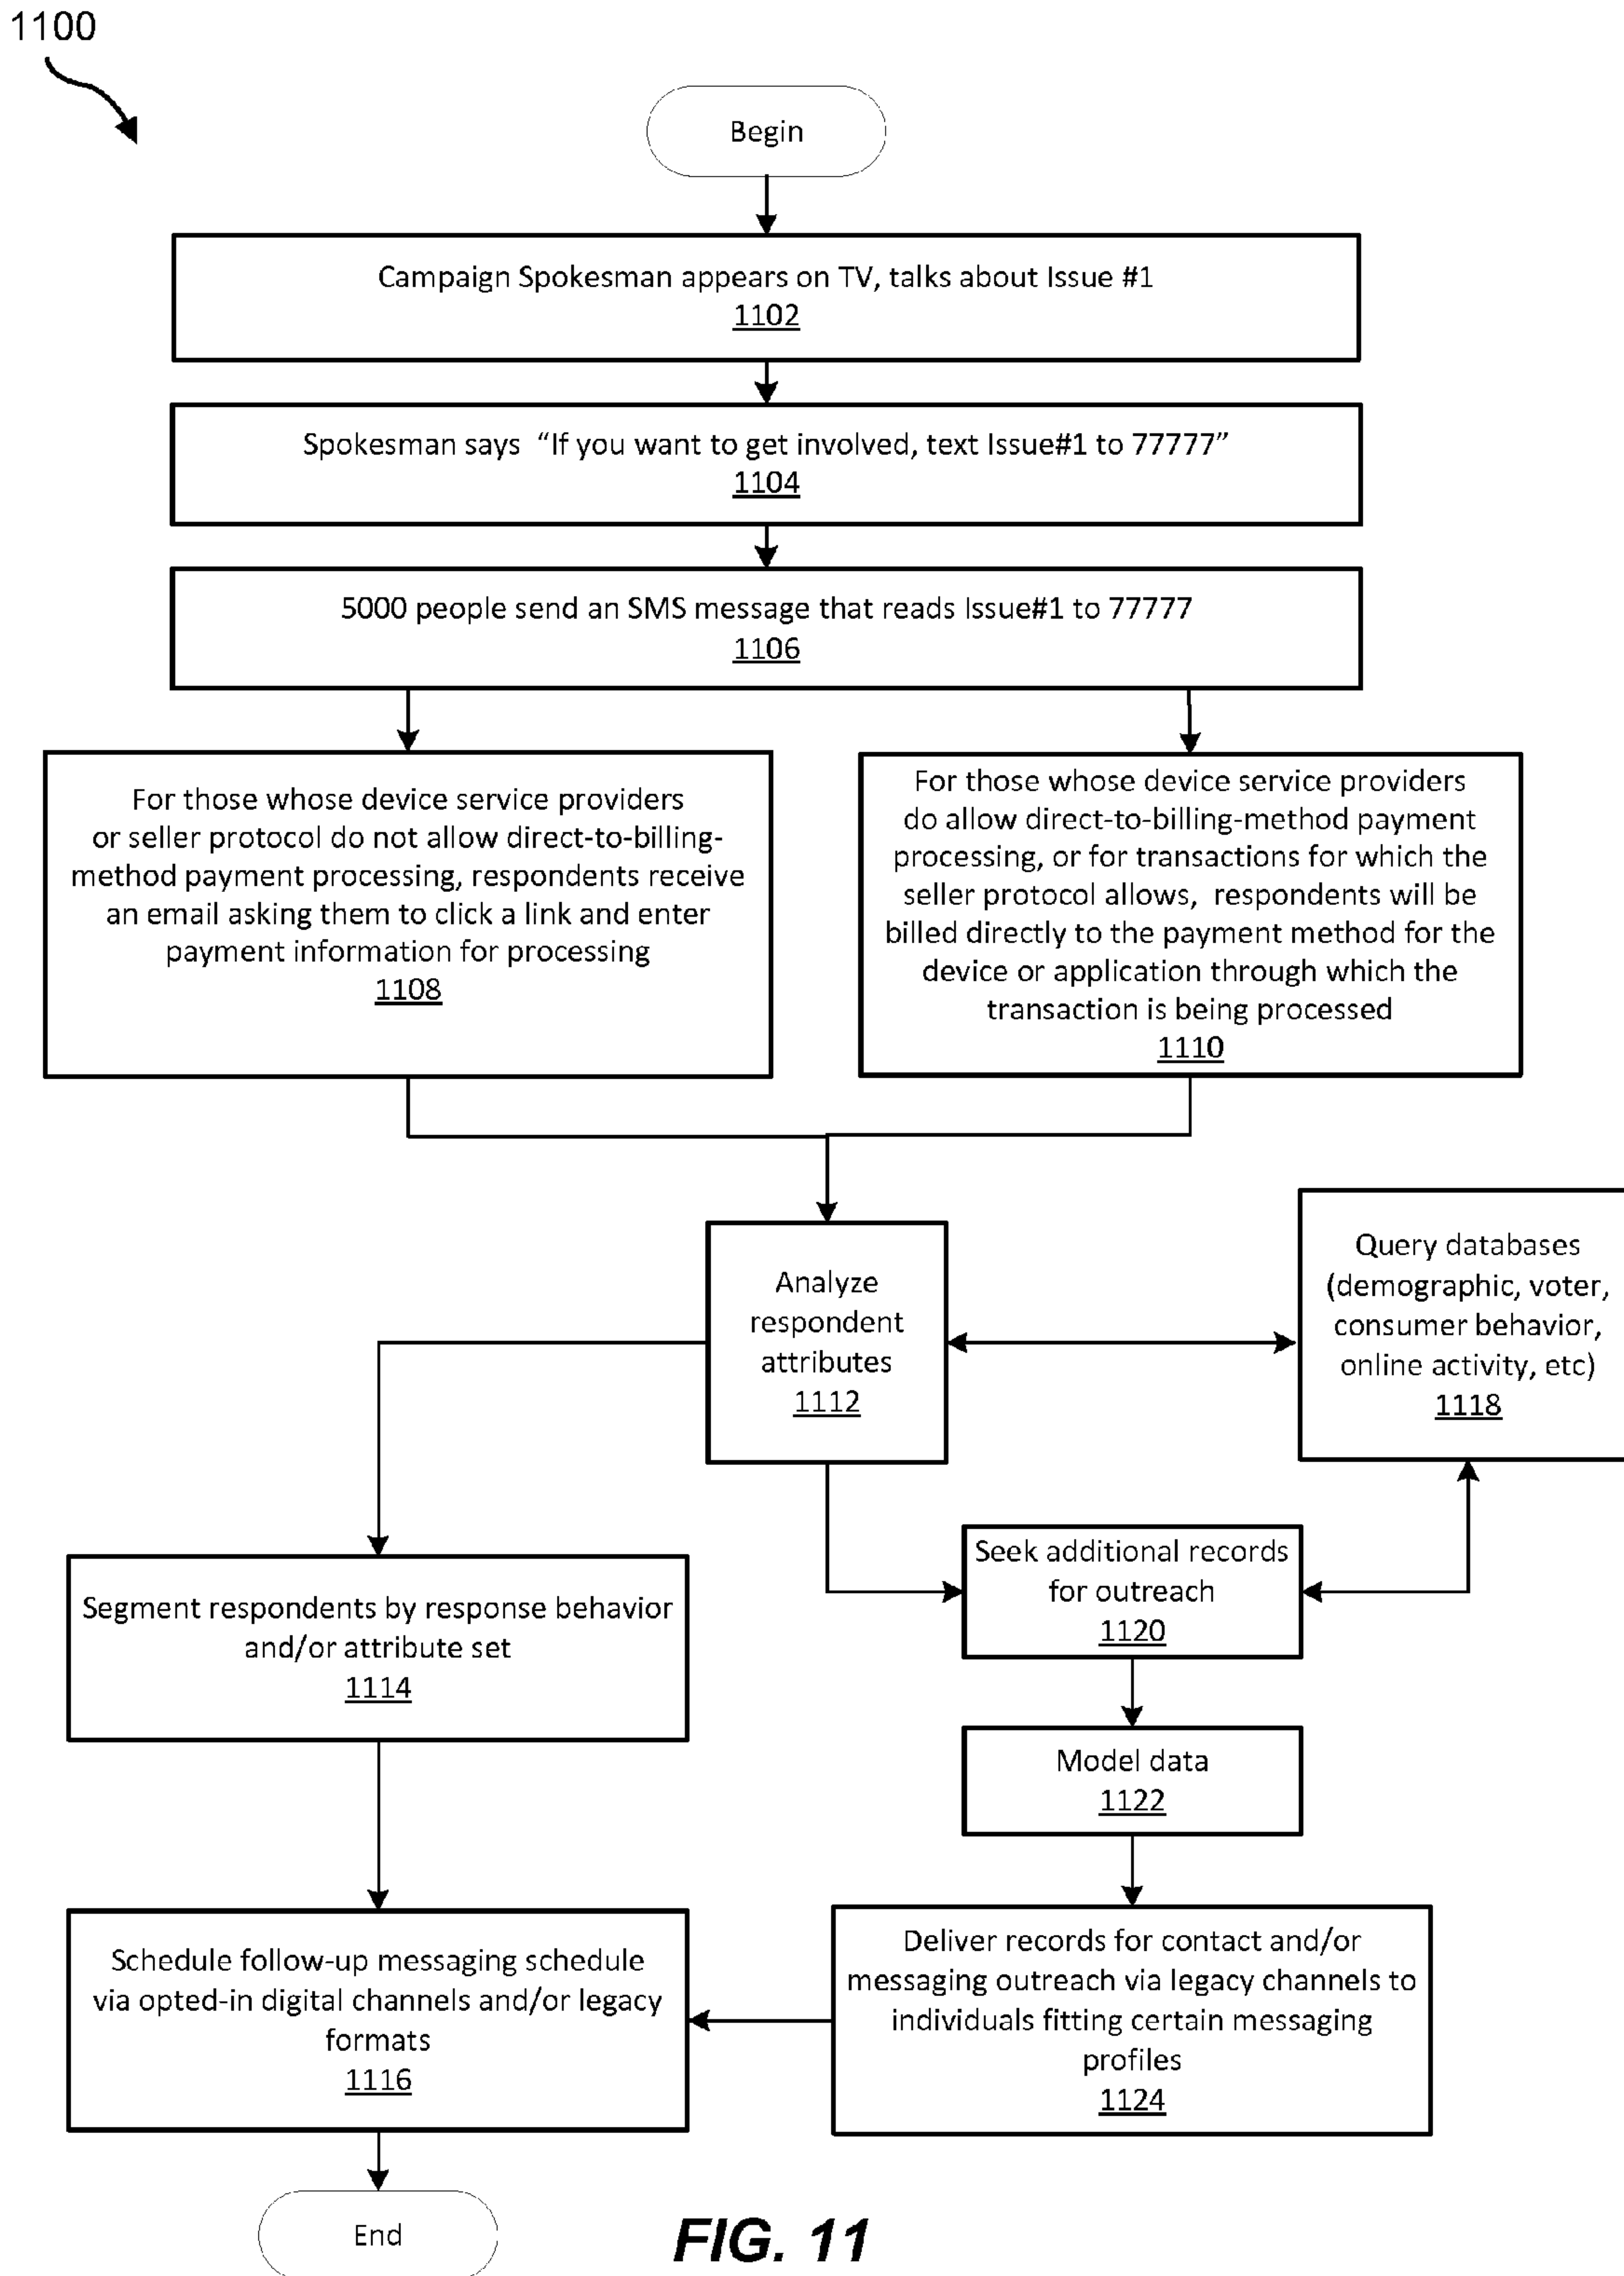 1100
Begin
Campaign Spokesman appears on TV, talks about Issue #1
1102
Spokesman says “If you want to get involved, text Issue#1 to 77777”
1104
5000 people send an SMS message that reads Issue#1 to 77777
1106
For those whose device service providers
or seller protocol do not allow direct-to-billing-
method payment processing, respondents receive
an email asking them to click a link and enter
payment information for processing
1108
For those whose device service providers
do allow direct-to-billing-method payment
processing, or for transactions for which the
seller protocol allows, respondents will be
billed directly to the payment method for the
device or application through which the
transaction is being processed
1110
Analyze
respondent
attributes
1112
Query databases
(demographic, voter,
consumer behavior,
online activity, etc)
1118
Seek additional records
for outreach
1120
Segment respondents by response behavior
and/or attribute set
1114
Model data
1122
Schedule follow-up messaging schedule
via opted-in digital channels and/or legacy
formats
1116
Deliver records for contact and/or
messaging outreach via legacy channels to
individuals fitting certain messaging
profiles
1124
End
FIG. 11